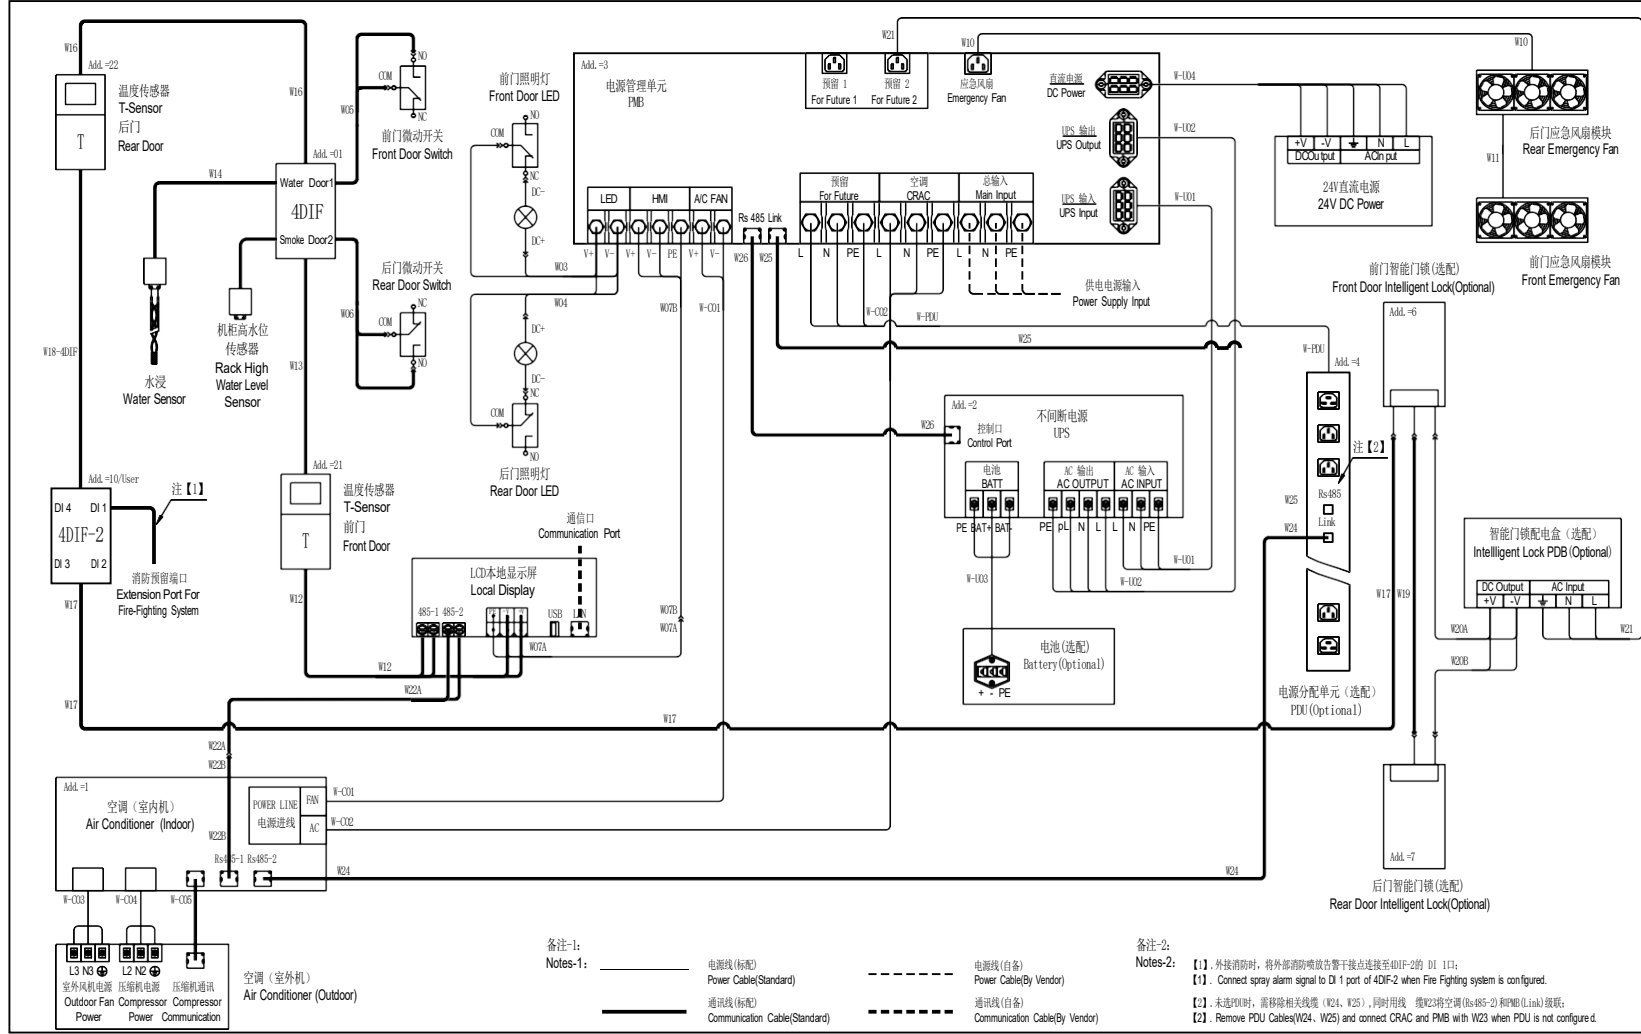 W16
Add. =22
温度传感器
T-Sensor
后门
Rear Door
T
W16
COM
NO
NC
W05
前门微动开关
Front Door Switch
Add. =01
Water Door1
4DIF
Smoke Door2
W14
水浸
Water Sensor
机柜高水位
传感器
Rack High
Water Level
Sensor
后门微动开关
Rear Door Switch
W06
COM
NC
NO
W18-4DIF
W13
Add. =10/User
DI 4 DI 1
4DIF-2
DI 3 DI 2
注【1】
消防预留端口
Extension Port For
Fire-Fighting System
W17
Add. =21
温度传感器
T-Sensor
前门
Front Door
T
W12
前门照明灯
Front Door LED
NO
COM
NC
DC-
DC+
W03
W04
DC+
DC-
NC
COM
NO
后门照明灯
Rear Door LED
通信口
Communication Port
LCD本地显示屏
Local Display
485-1 485-2
PE -V +V
USB LAN
W12
W22A
W07A
W07B
W07A
Add. =3
电源管理单元
PMB
LED HMI A/C FAN
V+ V- V+ V- PE V+ V-
W07B W-C01
Rs 485 Link
W26 W25
预留 1
For Future 1
预留 2
For Future 2
应急风扇
Emergency Fan
W21
W10
W10
直流电源
DC Power
UPS 输出
UPS Output
UPS 输入
UPS Input
W-U04
W-U02
W-U01
预留
For Future
空调
CRAC
总输入
Main Input
L N PE L N PE L N PE
供电电源输入
Power Supply Input
W-C02
W-PDU
W25
W26
+V -V N L
DCOutput ACinput
24V直流电源
24V DC Power
后门应急风扇模块
Rear Emergency Fan
W11
前门应急风扇模块
Front Emergency Fan
Add. =2
不间断电源
UPS
控制口
Control Port
电池
BATT
AC 输出
AC OUTPUT
AC 输入
AC INPUT
PE BAT+ BAT-
PE pL N L L N PE
W-U03
W-U02
W-U01
电池(选配)
Battery(Optional)
+ - PE
W-PDU
Add. =4
注【2】
Rs485
Link
W25
W24
电源分配单元（选配）
PDU(Optional)
前门智能门锁(选配)
Front Door Intelligent Lock(Optional)
Add. =6
W17 W19
智能门锁配电盒（选配）
Intellligent Lock PDB(Optional)
DC Output AC Input
+V -V N L
W20A
W20B
W21
Add. =7
后门智能门锁(选配)
Rear Door Intelligent Lock(Optional)
W17
W17
W22A
W22B
Add. =1
空调（室内机）
Air Conditioner (Indoor)
POWER LINE
电源进线
FAN
AC
W-C01
W-C02
W22B
Rs485-1 Rs485-2
W24
W24
W-C03 W-C04 W-C05
L3 N3 L2 N2
室外风机电源
Outdoor Fan
Power
压缩机电源
Compressor
Power
压缩机通讯
Compressor
Communication
空调（室外机）
Air Conditioner (Outdoor)
备注-1:
Notes-1:
电源线(标配)
Power Cable(Standard)
通讯线(标配)
Communication Cable(Standard)
电源线(自备)
Power Cable(By Vendor)
通讯线(自备)
Communication Cable(By Vendor)
备注-2:
Notes-2:
【1】. 外接消防时，将外部消防喷放告警干接点连接至4DIF-2的 DI 1口;
【1】. Connect spray alarm signal to DI 1 port of 4DIF-2 when Fire Fighting system is configured.
【2】. 未选PDU时，需移除相关线缆（W24、W25）,同时用线 缆W23将空调(Rs485-2)和PMB(Link)级联;
【2】. Remove PDU Cables(W24、W25) and connect CRAC and PMB with W23 when PDU is not configured.